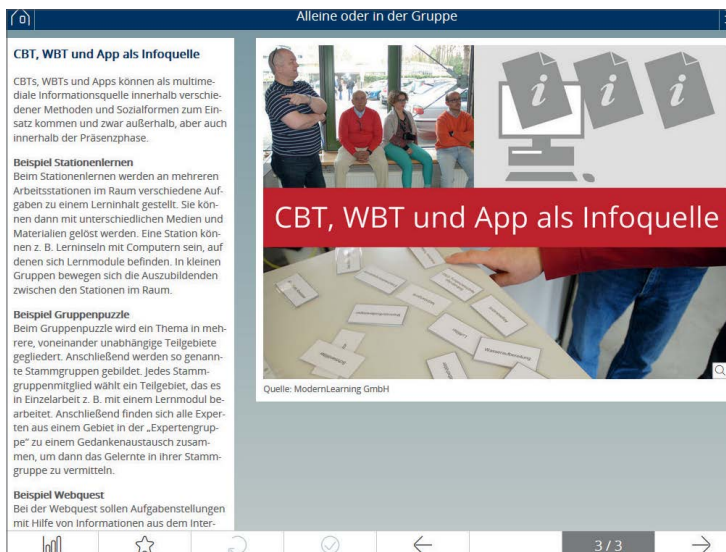 Alleine oder in der Gruppe
CBT, WBT und App als Infoquelle
CBTs, WBTs und Apps können als multime-
diale Informationsquelle innerhalb verschie-
dener Methoden und Sozialformen zum Ein-
satz kommen und zwar außerhalb, aber auch
innerhalb der Präsenzphase.
Beispiel Stationenlernen
Beim Stationenlernen werden an mehreren
Arbeitsstationen im Raum verschiedene Auf-
gaben zu einem Lerninhalt gestellt. Sie kön-
nen dann mit unterschiedlichen Medien und
Materialien gelöst werden. Eine Station kön-
nen z. B. Lerninseln mit Computern sein, auf
denen sich Lernmodule befinden. In kleinen
Gruppen bewegen sich die Auszubildenden
zwischen den Stationen im Raum.
Beispiel Gruppenpuzzle
Beim Gruppenpuzzle wird ein Thema in meh-
rere, voneinander unabhängige Teilgebiete
gegliedert. Anschließend werden so genann-
te Stammgruppen gebildet. Jedes Stamm-
gruppenmitglied wählt ein Teilgebiet, das es
in Einzelarbeit z. B. mit einem Lernmodul be-
arbeitet. Anschließend finden sich alle Exper-
ten aus einem Gebiet in der „Expertengrup-
pe" zu einem Gedankenaustausch zusam-
men, um dann das Gelernte in ihrer Stamm-
gruppe zu vermitteln.
Beispiel Webquest
Bei der Webquest sollen Aufgabenstellungen
mit Hilfe von Informationen aus dem Inter-
i i i
CBT, WBT und App als Infoquelle
Quelle: ModernLearning GmbH
3 / 3